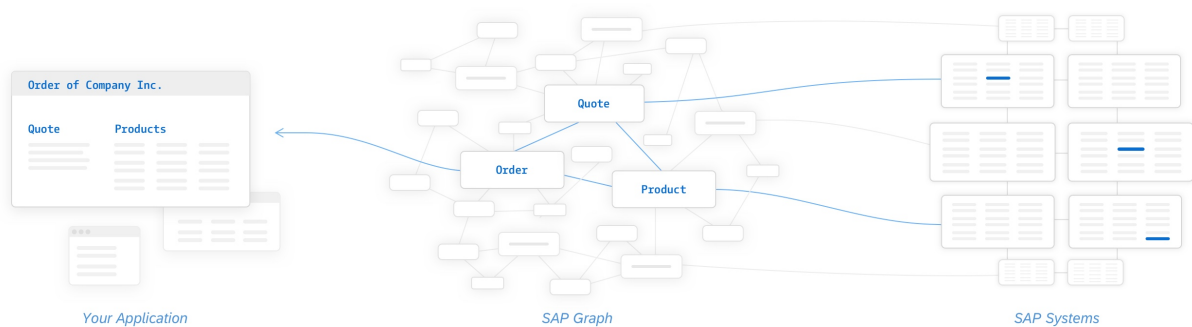 Order of Company Inc.
Quote
Products
Quote
Order
Product
Your Application
SAP Graph
SAP Systems